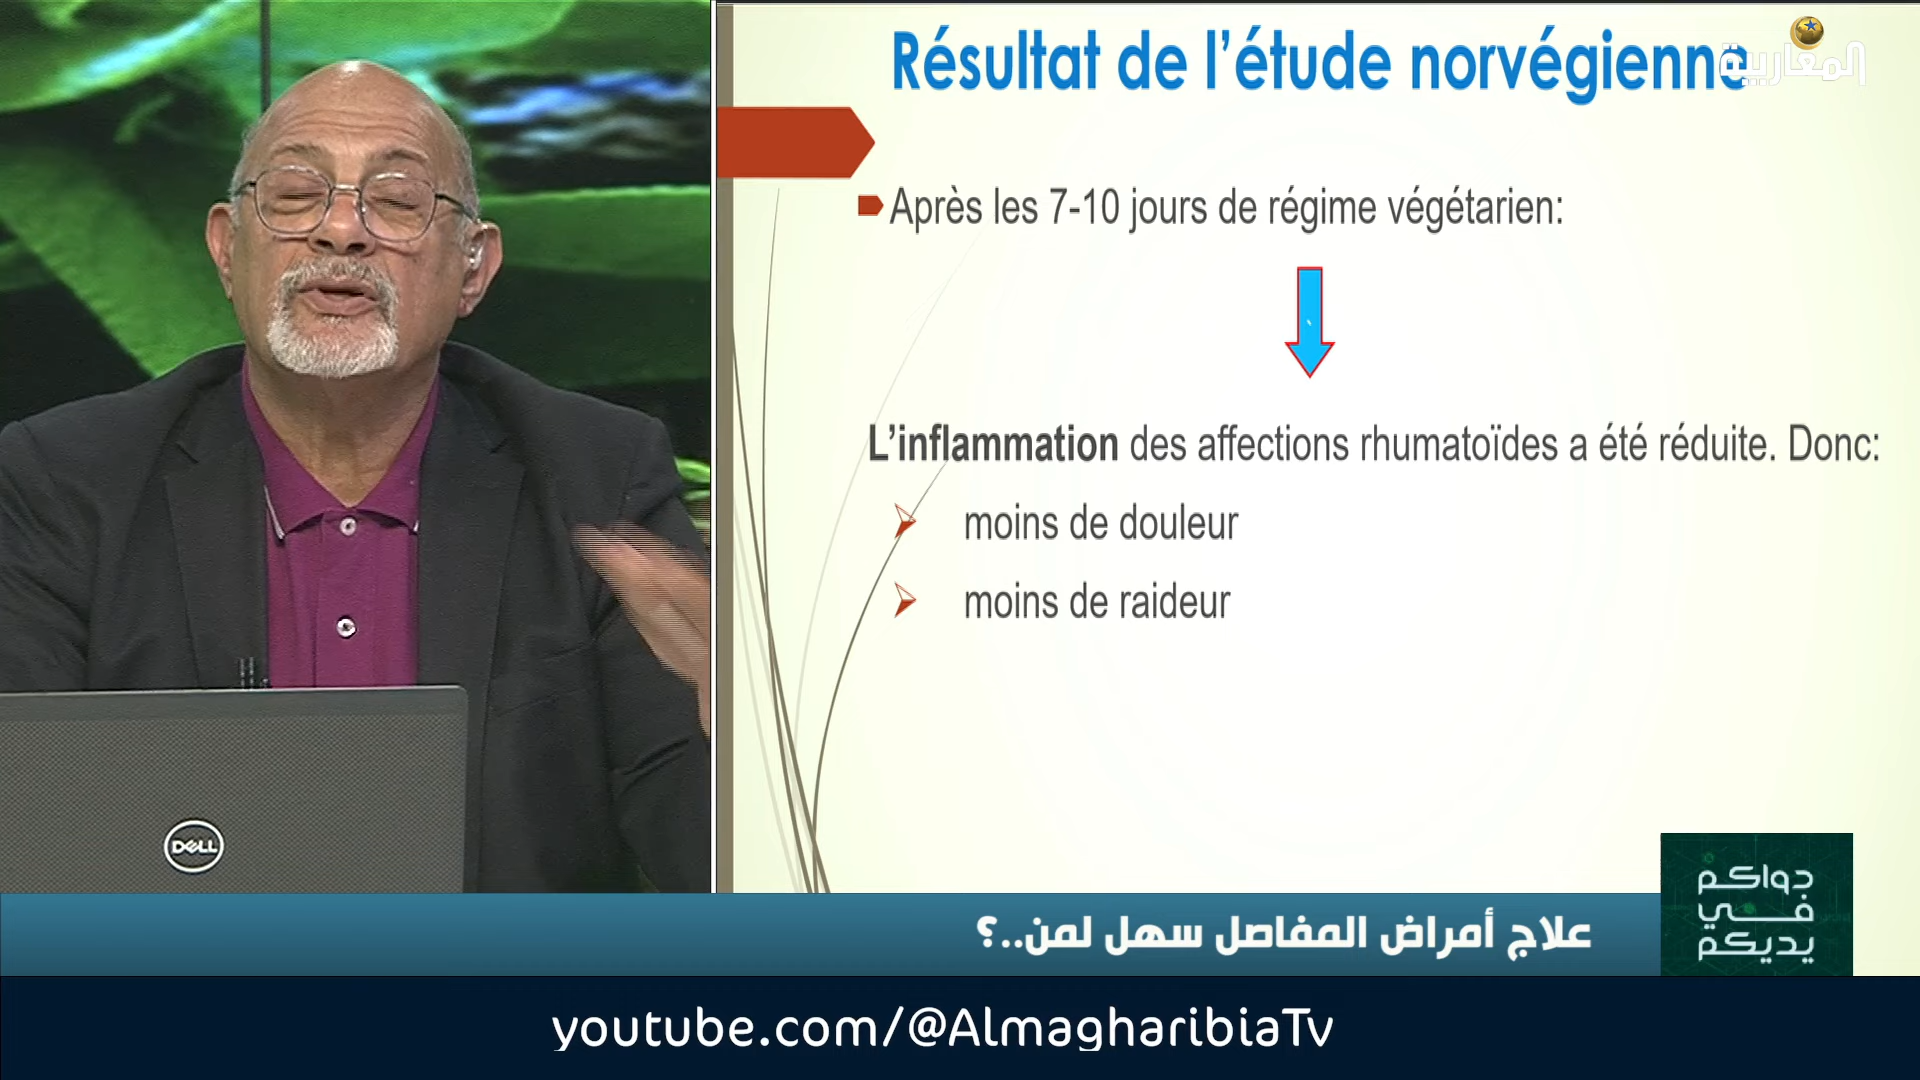 Résultat de l’étude norvégienne
المغاربية
Après les 7-10 jours de régime végétarien:
L’inflammation des affections rhumatoïdes a été réduite. Donc:
moins de douleur
moins de raideur
DELL
علاج أمراض المفاصل سهل لمن..؟
دواكم
في
يديكم
youtube.com/@AlmagharibiaTv